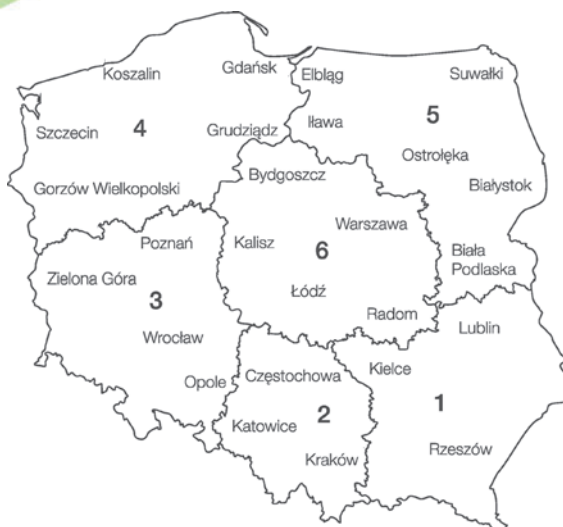 Koszalin
Gdańsk
Elbląg
Suwałki
Szczecin
4
Grudziądz
Iława
5
Ostrołęka
Gorzów Wielkopolski
Bydgoszcz
Białystok
Poznań
Kalisz
Warszawa
6
Biała
Podlaska
Zielona Góra
3
Łódź
Wrocław
Radom
Lublin
Opole
Częstochowa
Kielce
Katowice
2
1
Kraków
Rzeszów